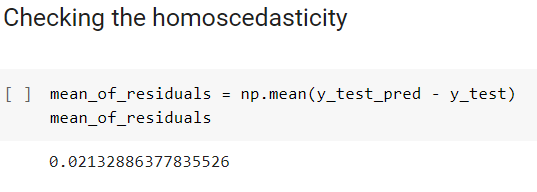 Checking the homoscedasticity
[ ] mean_of_residuals = np.mean(y_test_pred - y_test)
mean_of_residuals
0.02132886377835526